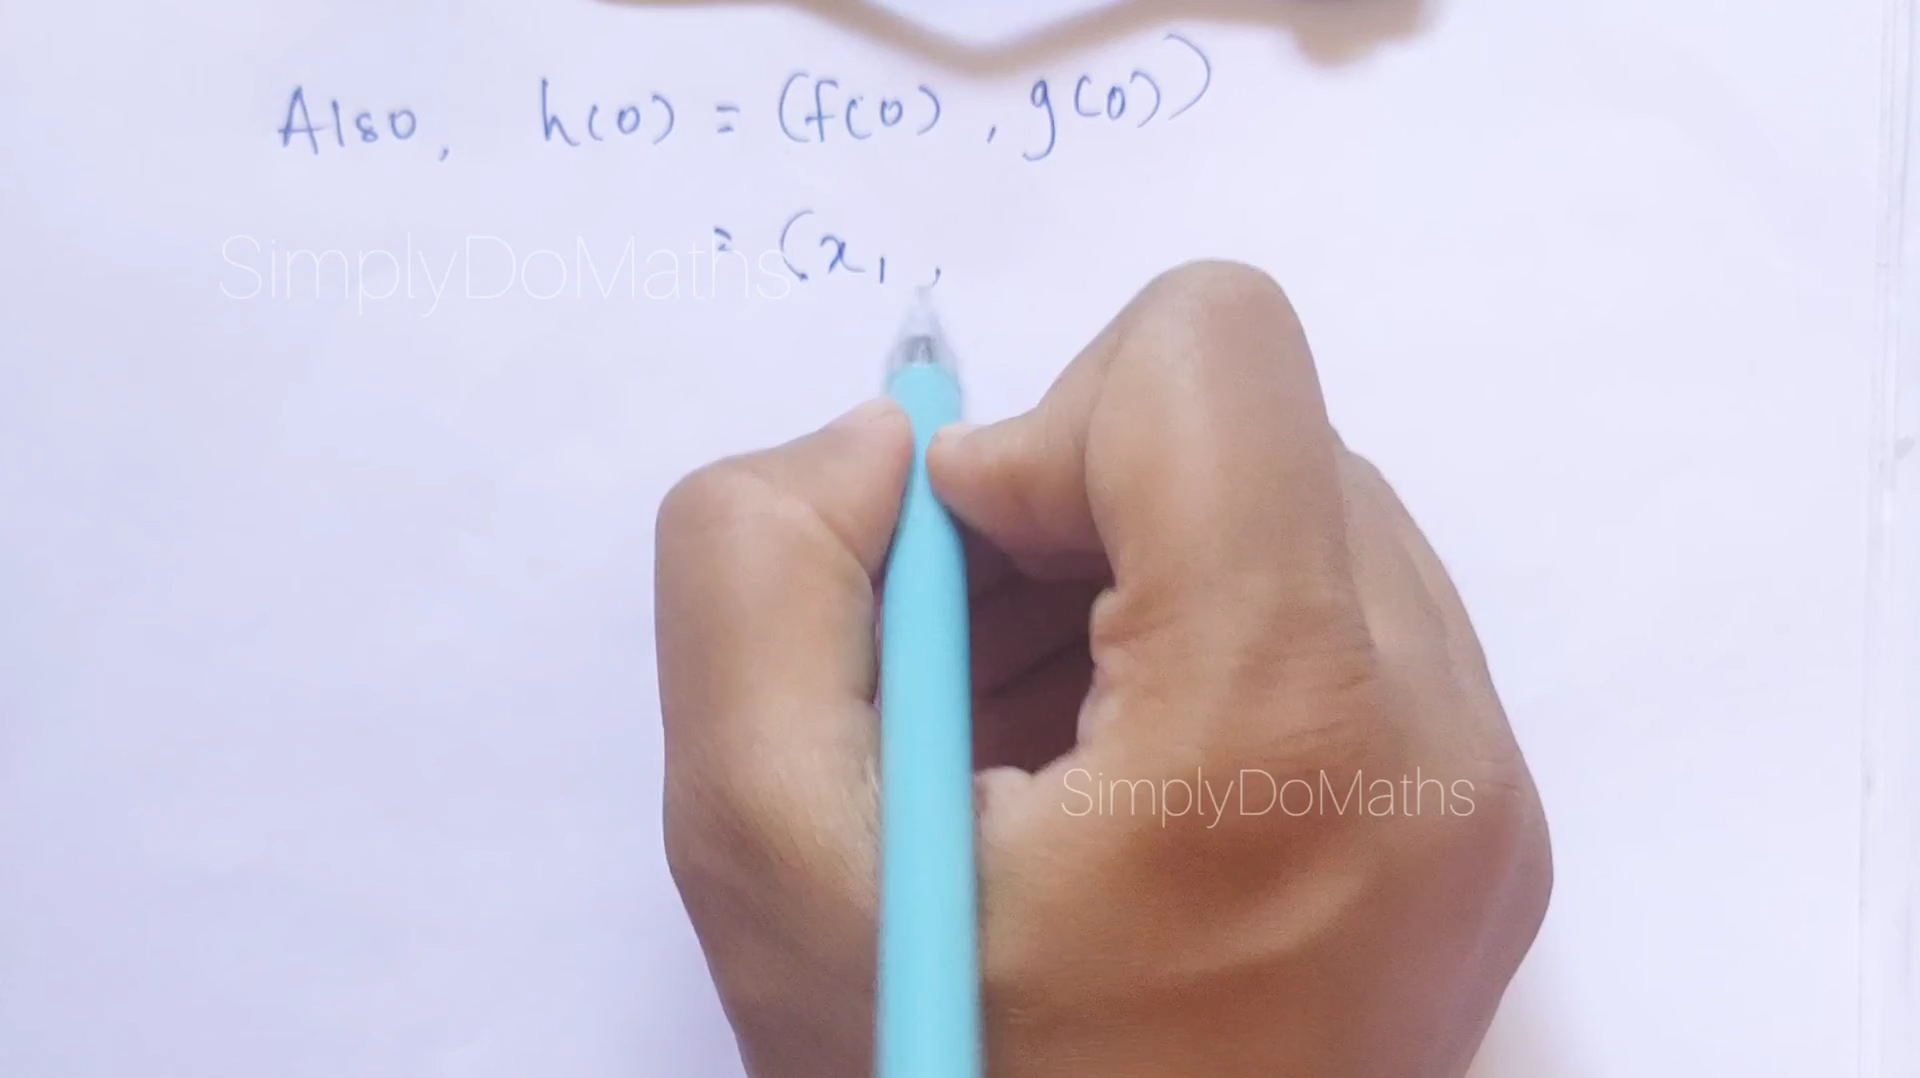 Also, h(0) = (f(0), g(0))
= (x₁,
SimplyDoMaths
SimplyDoMaths